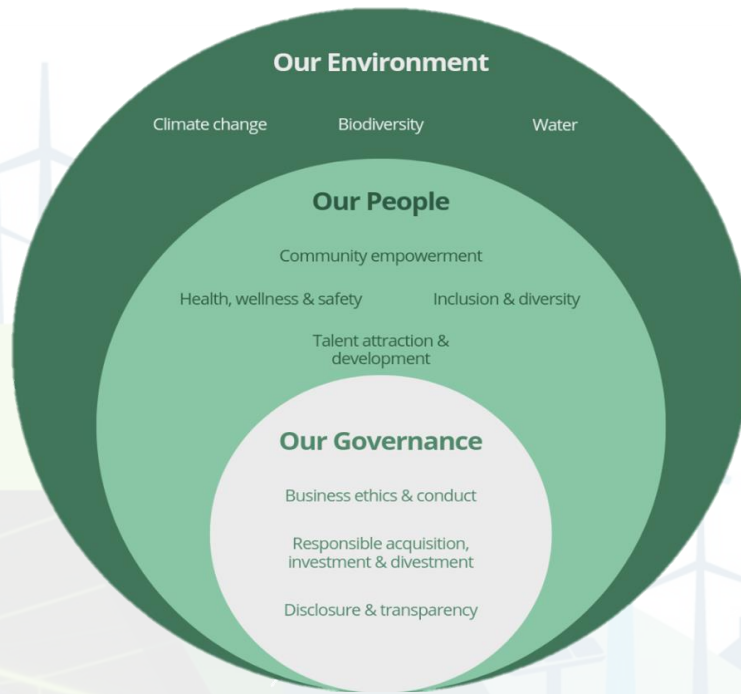 Our Environment
Climate change Biodiversity Water
Our People
Community empowerment
Health, wellness & safety Inclusion & diversity
Talent attraction &
development
Our Governance
Business ethics & conduct
Responsible acquisition,
investment & divestment
Disclosure & transparency